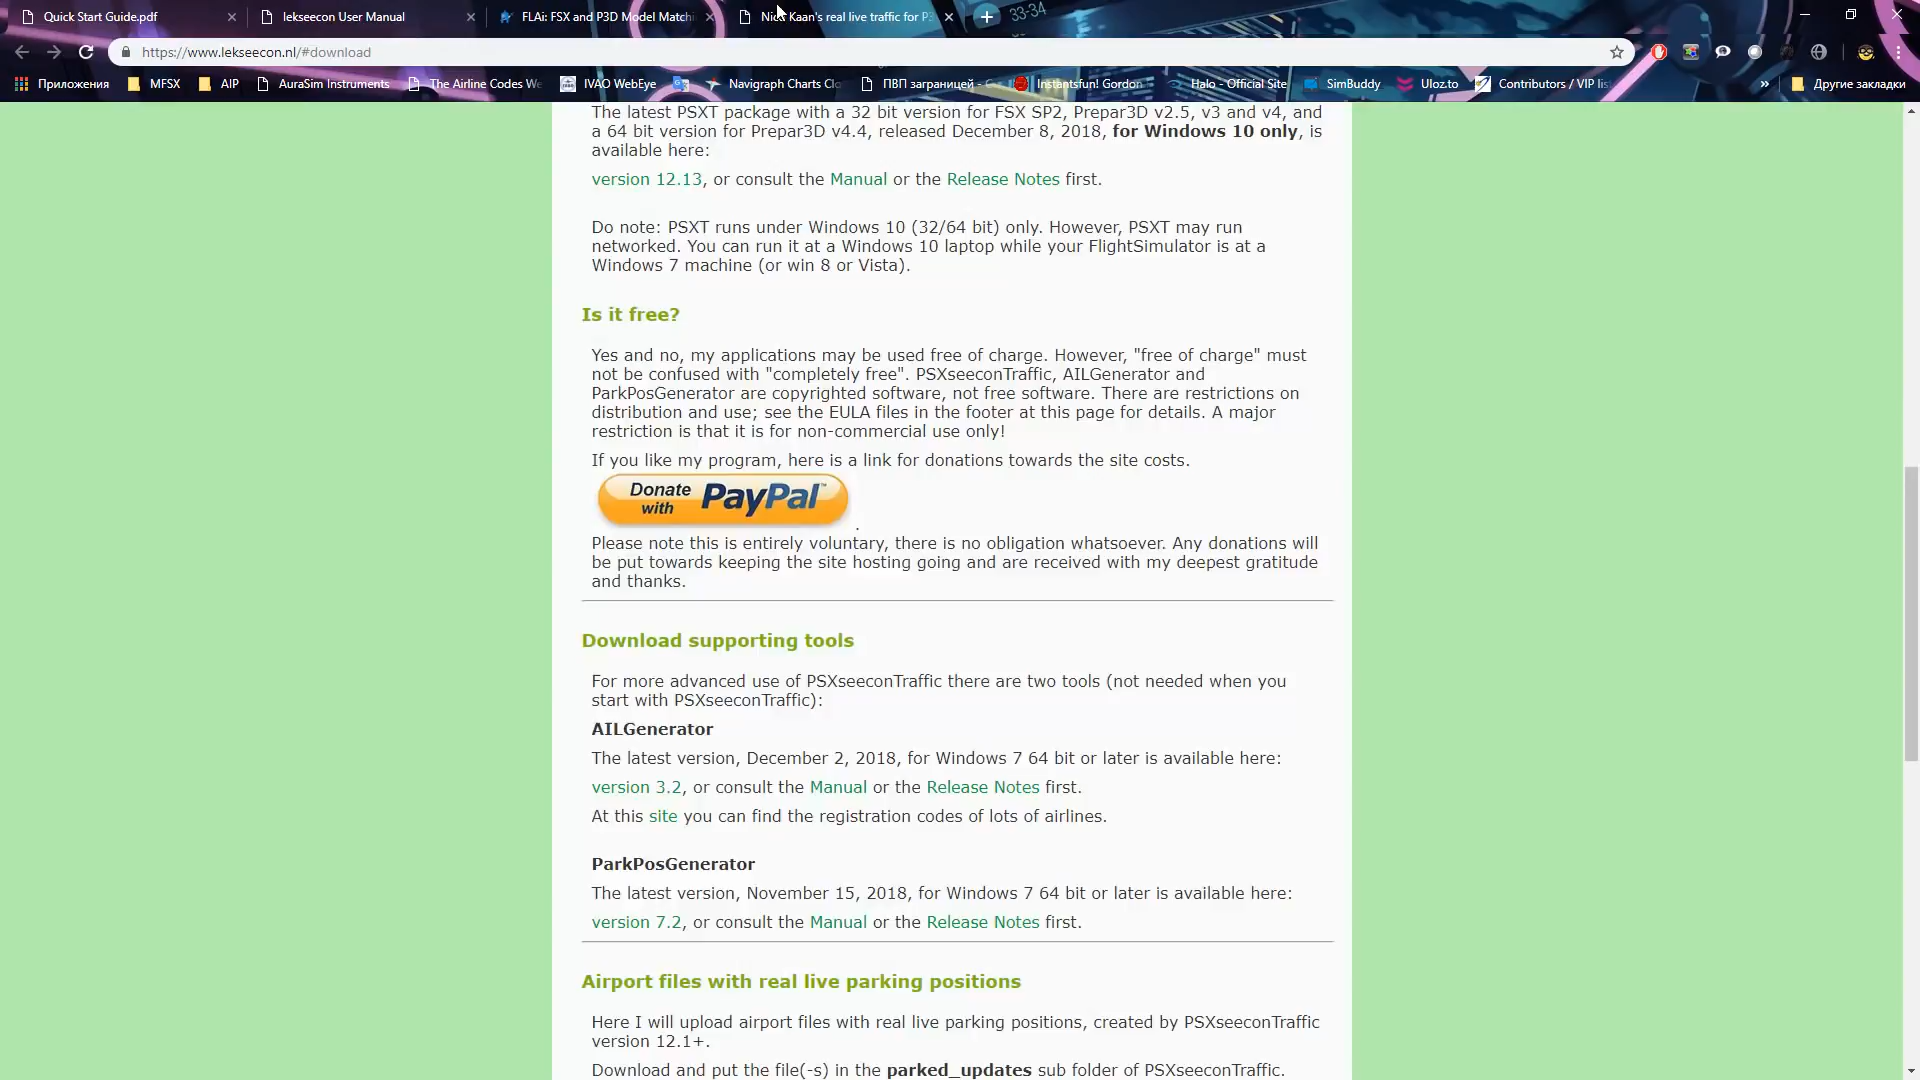 Quick Start Guide.pdf
lekseecon User Manual
FLAi: FSX and P3D Model Matchi
Nico Kaan's real live traffic for P3
33-34
https://www.lekseecon.nl/#download
Приложения
MFSX
AIP
AuraSim Instruments
The Airline Codes We
IVAO WebEye
Navigraph Charts Clo
ПВП заграницей - С
Instantsfun! Gordon
Halo - Official Site
SimBuddy
Uloz.to
Contributors / VIP lis
»
Другие закладки
The latest PSXT package with a 32 bit version for FSX SP2, Prepar3D v2.5, v3 and v4, and
a 64 bit version for Prepar3D v4.4, released December 8, 2018, for Windows 10 only, is
available here:
version 12.13, or consult the Manual or the Release Notes first.
Do note: PSXT runs under Windows 10 (32/64 bit) only. However, PSXT may run
networked. You can run it at a Windows 10 laptop while your FlightSimulator is at a
Windows 7 machine (or win 8 or Vista).
Is it free?
Yes and no, my applications may be used free of charge. However, "free of charge" must
not be confused with "completely free". PSXseeconTraffic, AILGenerator and
ParkPosGenerator are copyrighted software, not free software. There are restrictions on
distribution and use; see the EULA files in the footer at this page for details. A major
restriction is that it is for non-commercial use only!
If you like my program, here is a link for donations towards the site costs.
Donate with PayPal™
.
Please note this is entirely voluntary, there is no obligation whatsoever. Any donations will
be put towards keeping the site hosting going and are received with my deepest gratitude
and thanks.
Download supporting tools
For more advanced use of PSXseeconTraffic there are two tools (not needed when you
start with PSXseeconTraffic):
AILGenerator
The latest version, December 2, 2018, for Windows 7 64 bit or later is available here:
version 3.2, or consult the Manual or the Release Notes first.
At this site you can find the registration codes of lots of airlines.
ParkPosGenerator
The latest version, November 15, 2018, for Windows 7 64 bit or later is available here:
version 7.2, or consult the Manual or the Release Notes first.
Airport files with real live parking positions
Here I will upload airport files with real live parking positions, created by PSXseeconTraffic
version 12.1+.
Download and put the file(-s) in the parked_updates sub folder of PSXseeconTraffic.